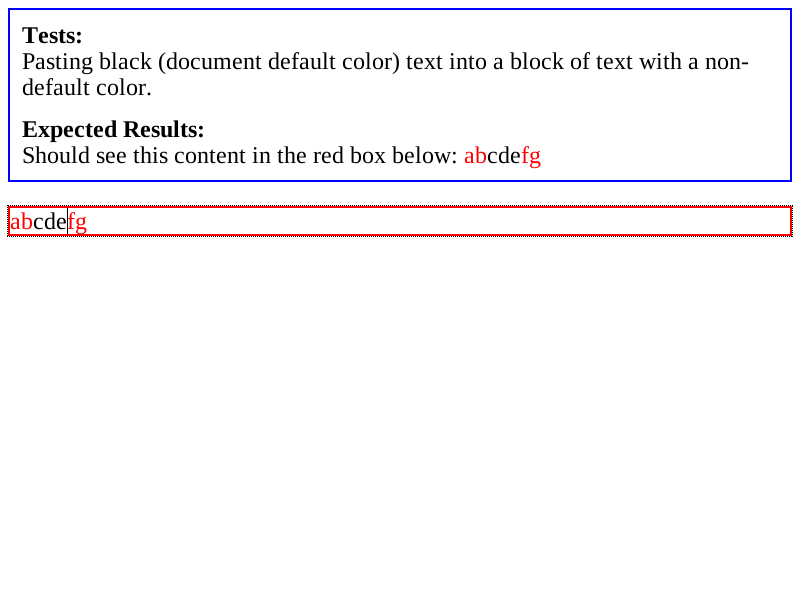 Tests:
Pasting black (document default color) text into a block of text with a non-
default color.
Expected Results:
Should see this content in the red box below: abcdefg
abcdefg